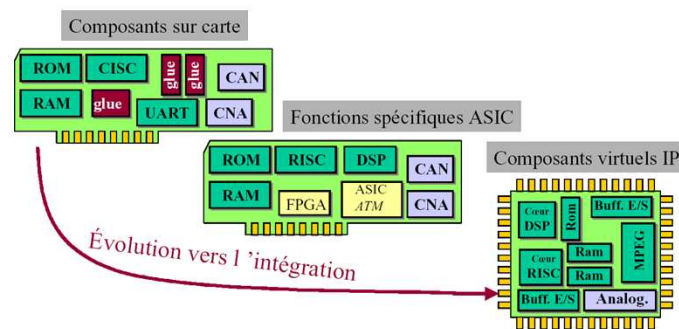 Composants sur carte
ROM
CISC
glue
glue
CAN
RAM
glue
UART
CNA
Fonctions spécifiques ASIC
ROM
RISC
DSP
CAN
RAM
FPGA
ASIC
ATM
CNA
Composants virtuels IP
Cœur
DSP
Rom
Buff. E/S
MPEG
Cœur
RISC
Ram
Ram
Buff. E/S
Analog.
Évolution vers l ’intégration